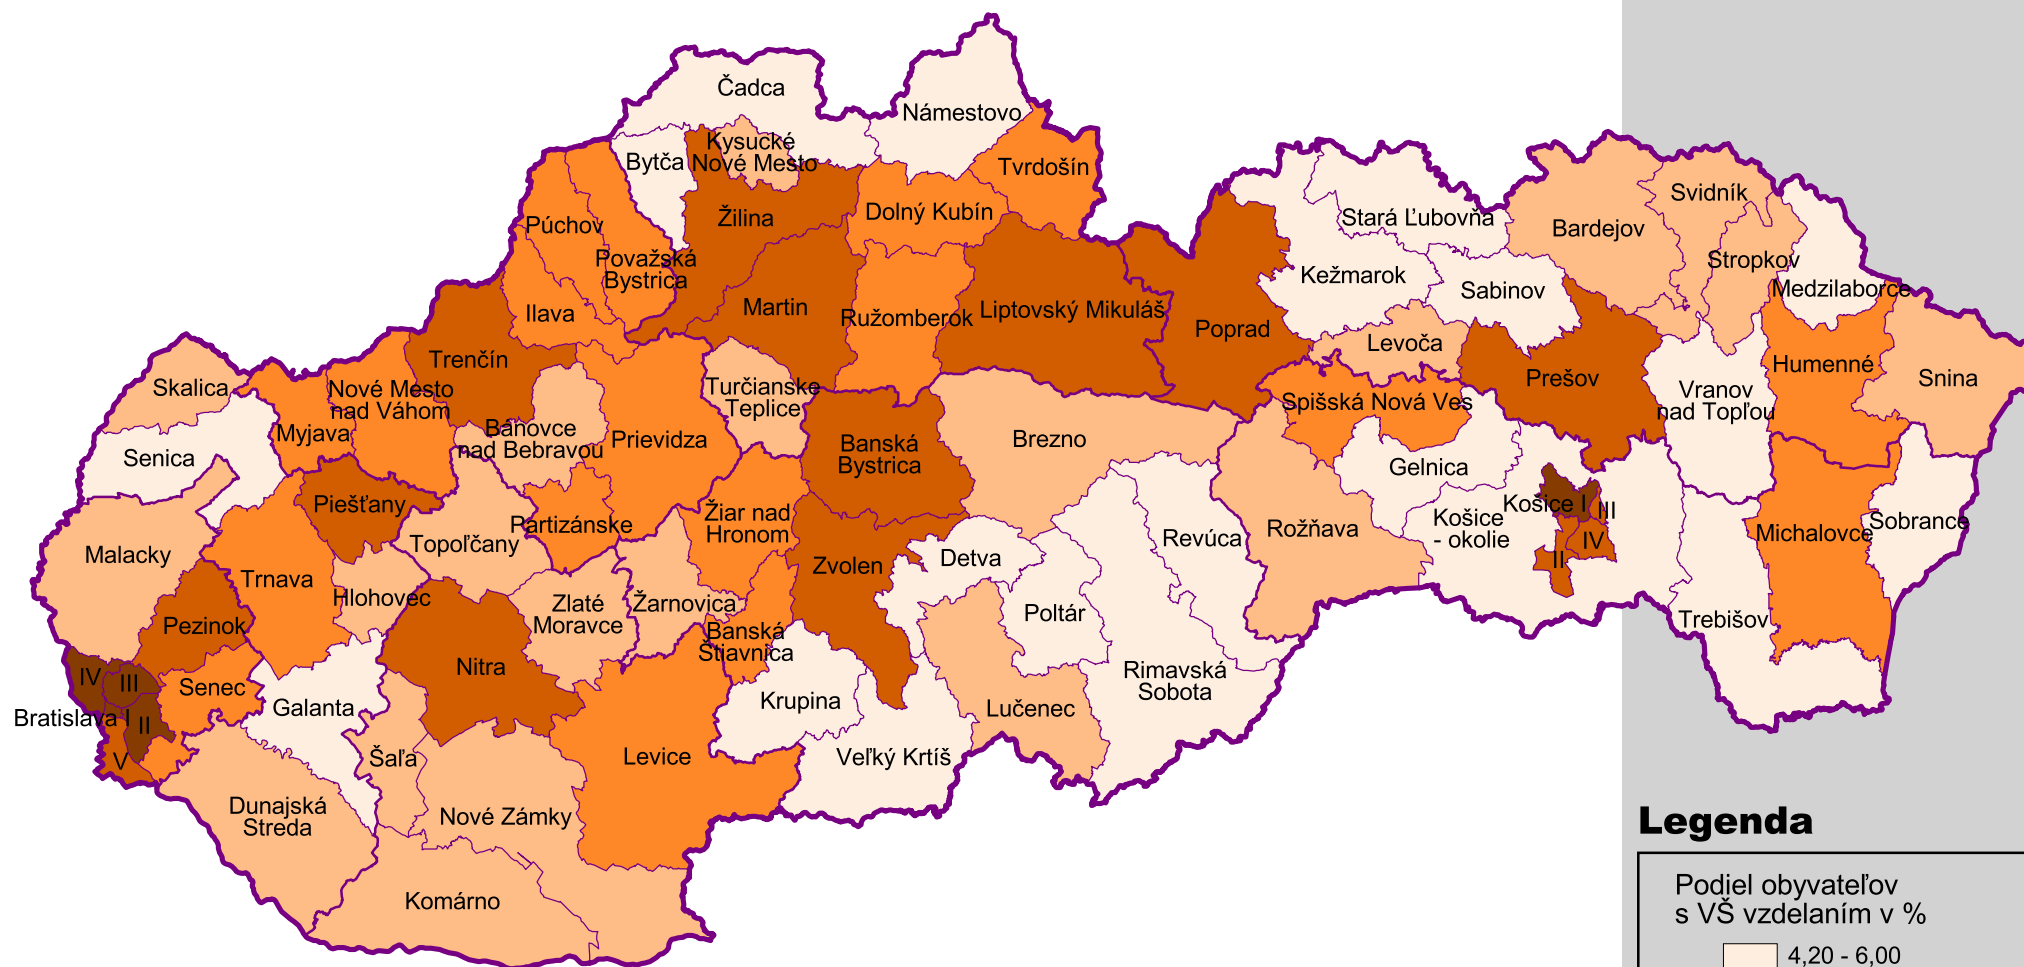 Čadca
Námestovo
Kysucké
Nové Mesto
Bytča
Tvrdošín
Žilina
Dolný Kubín
Púchov
Považská
Bystrica
Ilava
Martin
Ružomberok
Liptovský Mikuláš
Poprad
Stará Ľubovňa
Kežmarok
Sabinov
Bardejov
Svidník
Stropkov
Medzilaborce
Levoča
Prešov
Vranov
nad Topľou
Humenné
Snina
Trenčín
Skalica
Nové Mesto
nad Váhom
Myjava
Senica
Bánovce
nad Bebravou
Prievidza
Turčianske
Teplice
Banská
Bystrica
Brezno
Spišská Nová Ves
Gelnica
Košice
- okolie
Košice I
III
IV
II
Michalovce
Sobrance
Trebišov
Rožňava
Revúca
Detva
Poltár
Rimavská
Sobota
Lučenec
Zvolen
Žiar nad
Hronom
Partizánske
Topoľčany
Piešťany
Malacky
Trnava
Hlohovec
Pezinok
Zlaté
Moravce
Žarnovica
Banská
Štiavnica
Nitra
Krupina
Veľký Krtíš
Levice
Galanta
Senec
IV
III
Bratislava I
II
V
Šaľa
Dunajská
Streda
Nové Zámky
Komárno
Legenda
Podiel obyvateľov
s VŠ vzdelaním v %
4,20 - 6,00